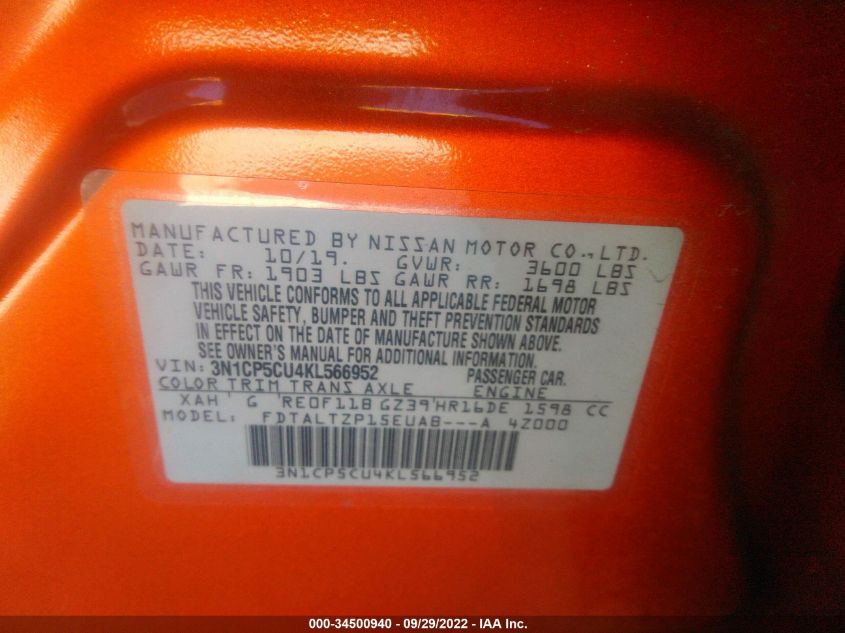 MANUFACTURED BY NISSAN MOTOR CO.,LTD.
DATE: 10/19. GVWR: 3600 LBS
GAWR FR: 1903 LBS GAWR RR: 1698 LBS
THIS VEHICLE CONFORMS TO ALL APPLICABLE FEDERAL MOTOR
VEHICLE SAFETY, BUMPER AND THEFT PREVENTION STANDARDS
IN EFFECT ON THE DATE OF MANUFACTURE SHOWN ABOVE.
SEE OWNER'S MANUAL FOR ADDITIONAL INFORMATION.
VIN: 3N1CP5CU4KL566952 PASSENGER CAR.
COLOR TRIM TRANS AXLE ENGINE
XAH ' G 'RE0F11B GZ39'HR16DE 1598 CC
MODEL: FDTALTZP15EUAB---A 4Z000
3N1CP5CU4KL566952
000-34500940 - 09/29/2022 - IAA Inc.